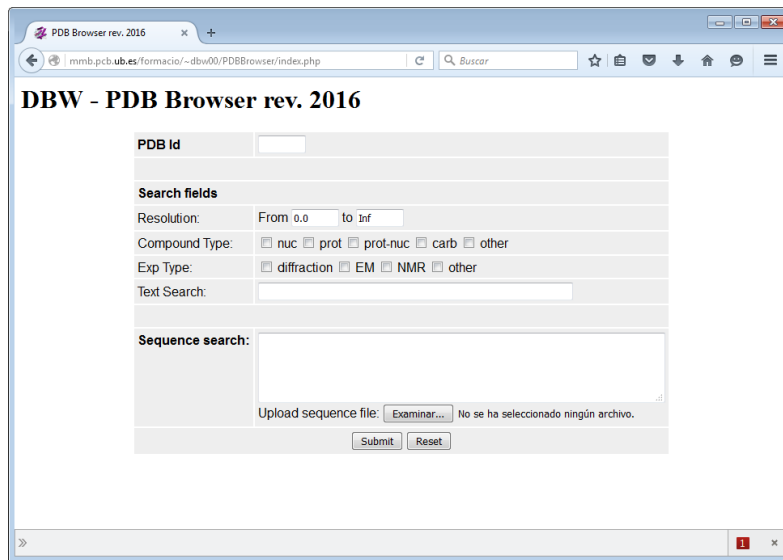 PDB Browser rev. 2016
mmb.pcb.ub.es/formacio/~dbw00/PDBBrowser/index.php
Buscar
DBW - PDB Browser rev. 2016
PDB Id
Search fields
Resolution: From 0.0 to Inf
Compound Type: nuc prot prot-nuc carb other
Exp Type: diffraction EM NMR other
Text Search:
Sequence search:
Upload sequence file: Examinar... No se ha seleccionado ningún archivo.
Submit Reset
1